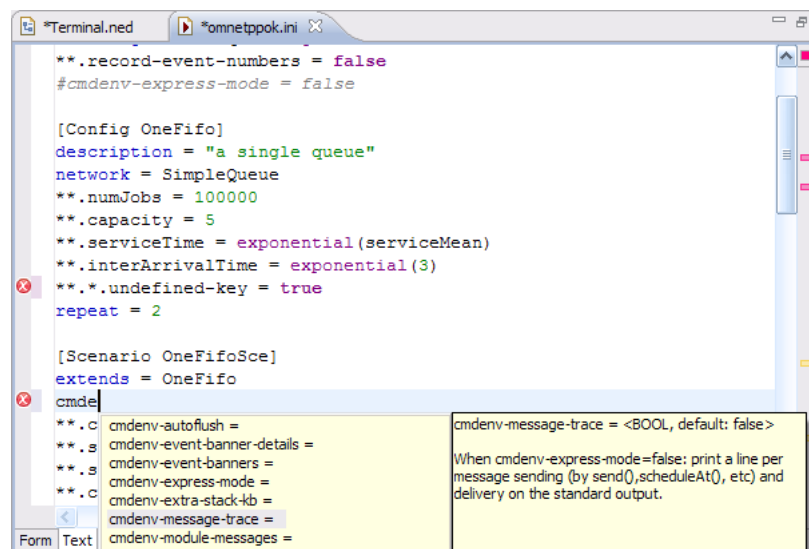 *Terminal.ned *omnetppok.ini
**.record-event-numbers = false
#cmdenv-express-mode = false
[Config OneFifo]
description = "a single queue"
network = SimpleQueue
**.numJobs = 100000
**.capacity = 5
**.serviceTime = exponential(serviceMean)
**.interArrivalTime = exponential(3)
**.*.undefined-key = true
repeat = 2
[Scenario OneFifoSce]
extends = OneFifo
cmde
**.c
**.s
**.s
**.c
cmdenv-autoflush =
cmdenv-event-banner-details =
cmdenv-event-banners =
cmdenv-express-mode =
cmdenv-extra-stack-kb =
cmdenv-message-trace =
cmdenv-module-messages =
cmdenv-message-trace = <BOOL, default: false>
When cmdenv-express-mode=false: print a line per
message sending (by send(),scheduleAt(), etc) and
delivery on the standard output.
Form Text